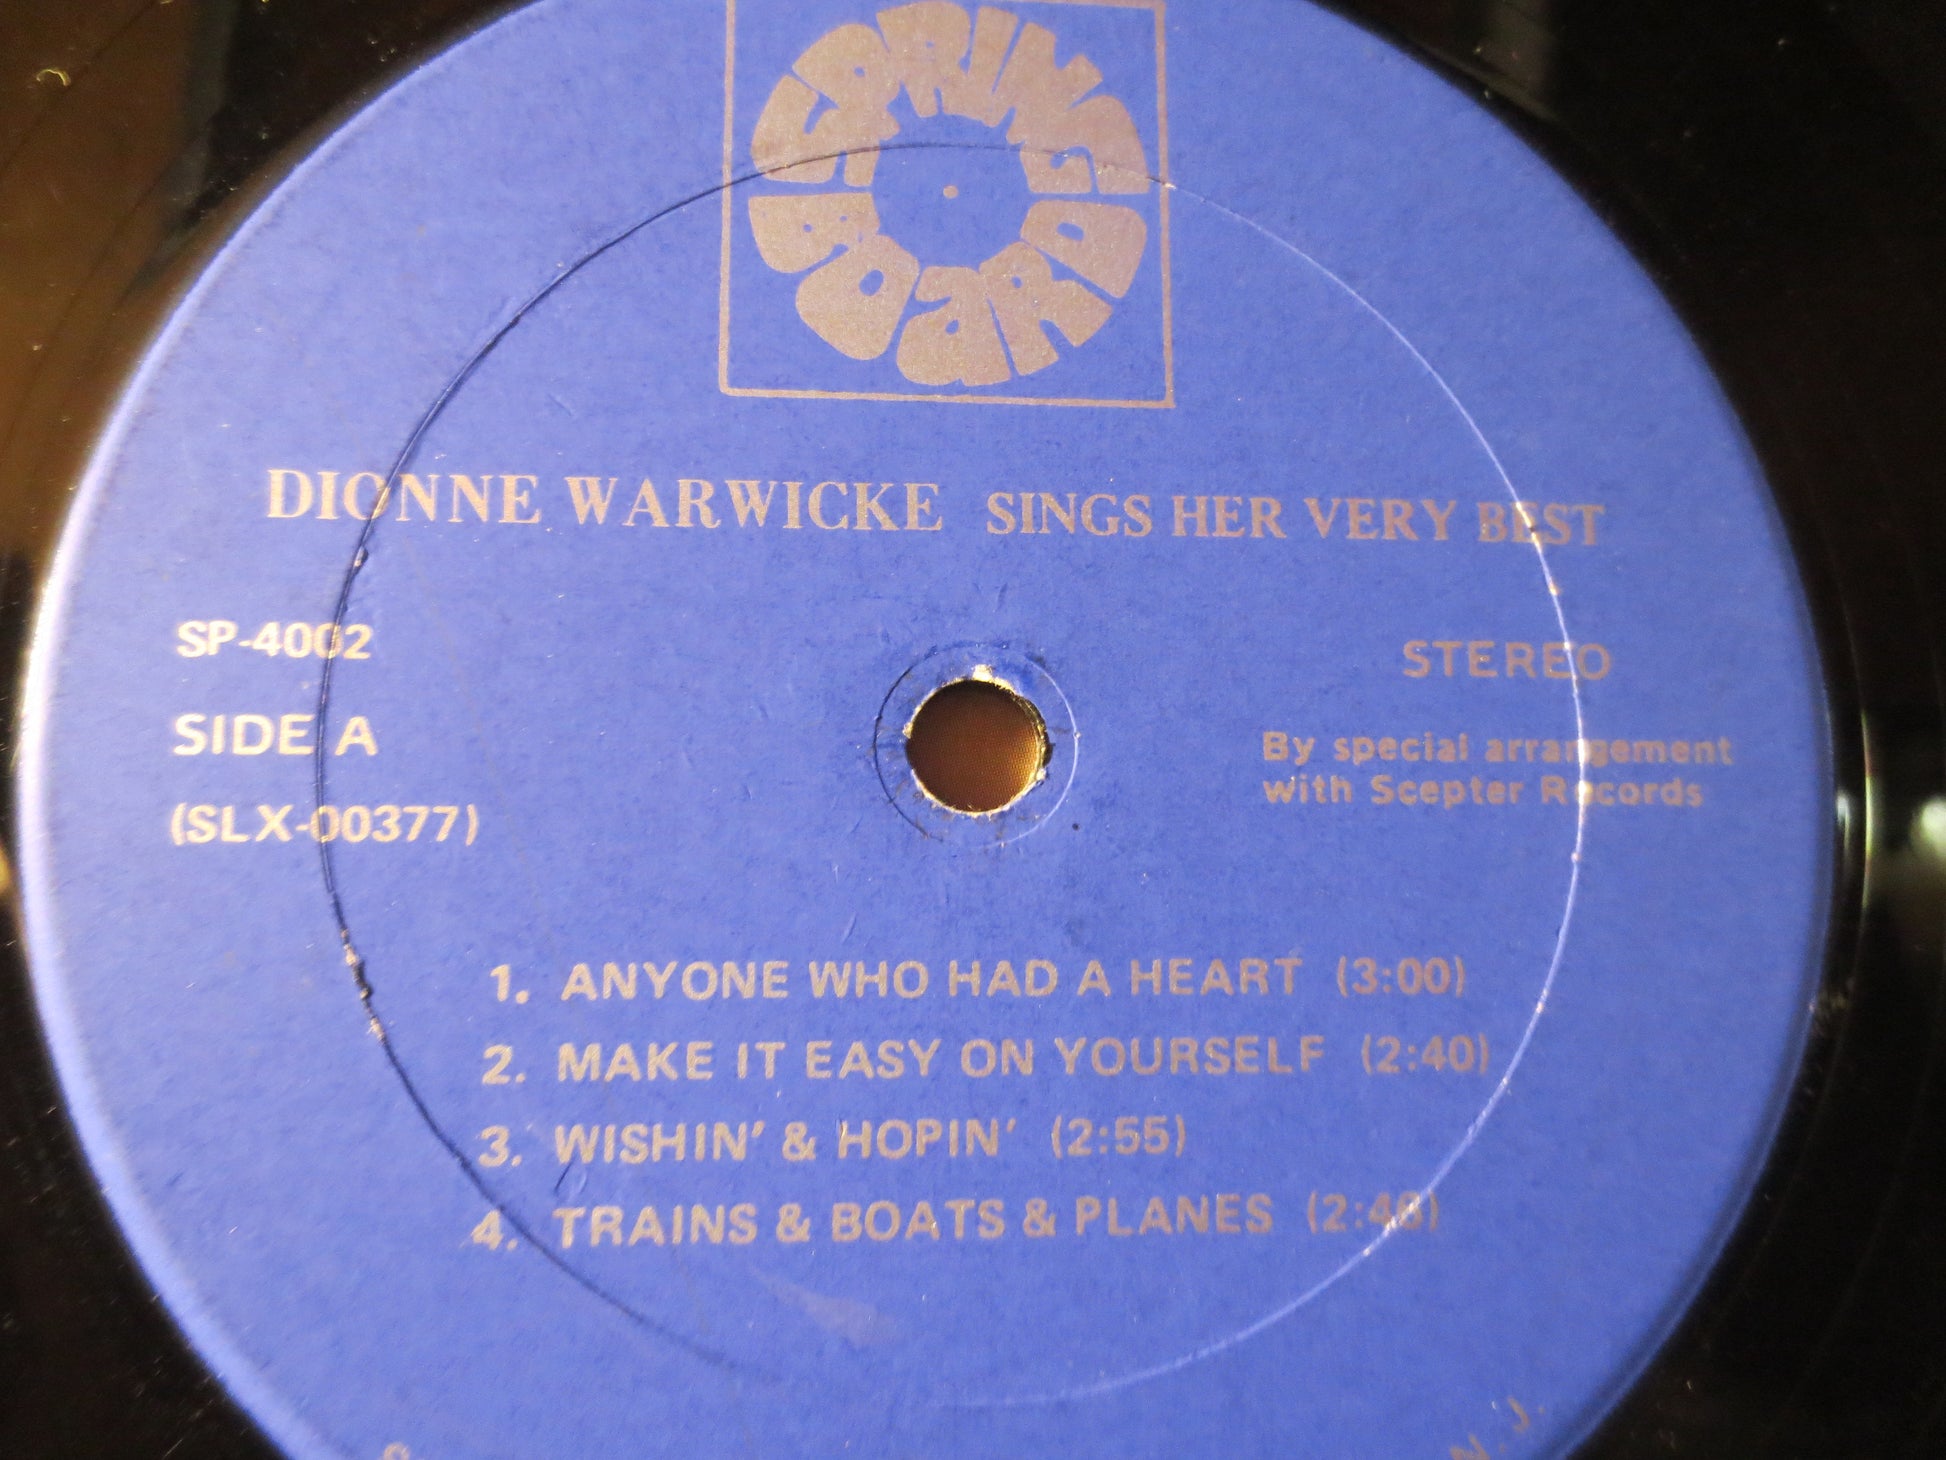 SPRING
BOARD
DIONNE WARWICKE SINGS HER VERY BEST
SP-4002
STEREO
SIDE A
By special arrangement
with Scepter Records
(SLX-00377)
1. ANYONE WHO HAD A HEART (3:00)
2. MAKE IT EASY ON YOURSELF (2:40)
3. WISHIN' & HOPIN' (2:55)
4. TRAINS & BOATS & PLANES (2:46)
N.J.